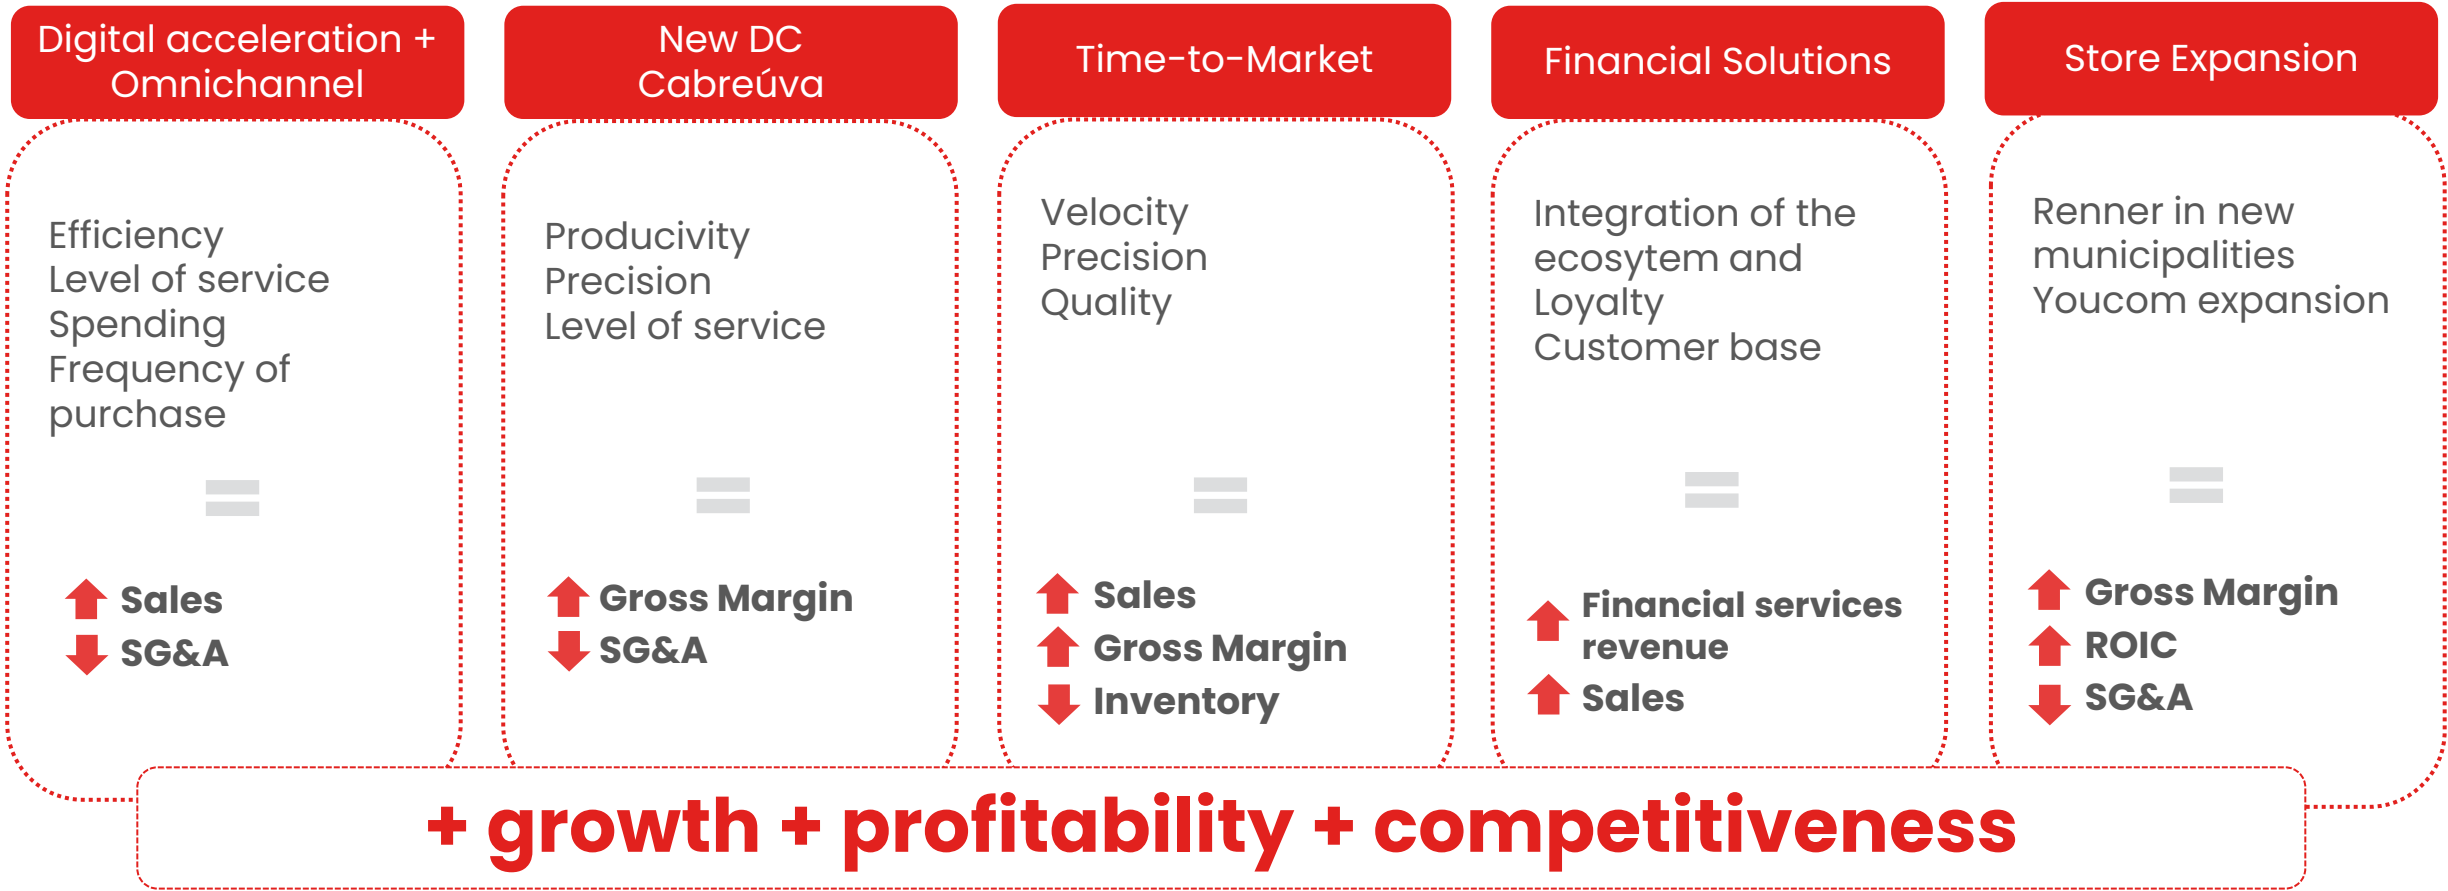 Digital acceleration +
Omnichannel
Efficiency
Level of service
Spending
Frequency of
purchase
=
Sales
SG&A
New DC
Cabreúva
Producivity
Precision
Level of service
=
Gross Margin
SG&A
Time-to-Market
Velocity
Precision
Quality
=
Sales
Gross Margin
Inventory
Financial Solutions
Integration of the
ecosytem and
Loyalty
Customer base
=
Financial services
revenue
Sales
Store Expansion
Renner in new
municipalities
Youcom expansion
=
Gross Margin
ROIC
SG&A
+ growth + profitability + competitiveness